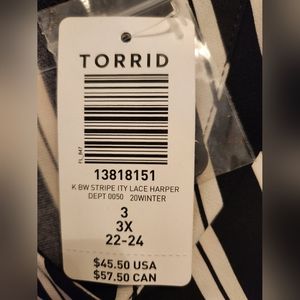 TORRID
FL_847
13818151
K BW STRIPE ITY LACE HARPER
DEPT 0050 20WINTER
3
3X
22-24
$45.50 USA
$57.50 CAN